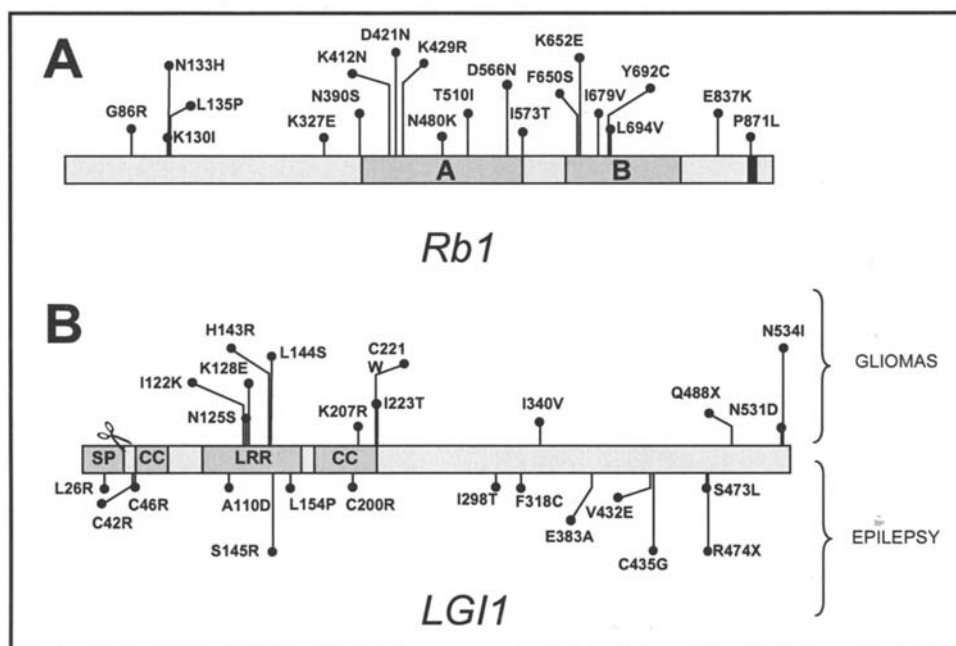 A
D421N
K412N
K429R
K652E
N133H
D566N
F650S
Y692C
L135P
G86R
K130I
K327E
N390S
N480K
T510I
I573T
I679V
L694V
E837K
P871L
A
B
Rb1
B
H143R
L144S
C221
W
N534I
I122K
K128E
N125S
K207R
I223T
I340V
Q488X
N531D
GLIOMAS
SP
CC
LRR
CC
L26R
C42R
C46R
A110D
S145R
L154P
C200R
I298T
F318C
E383A
V432E
C435G
S473L
R474X
EPILEPSY
LGI1